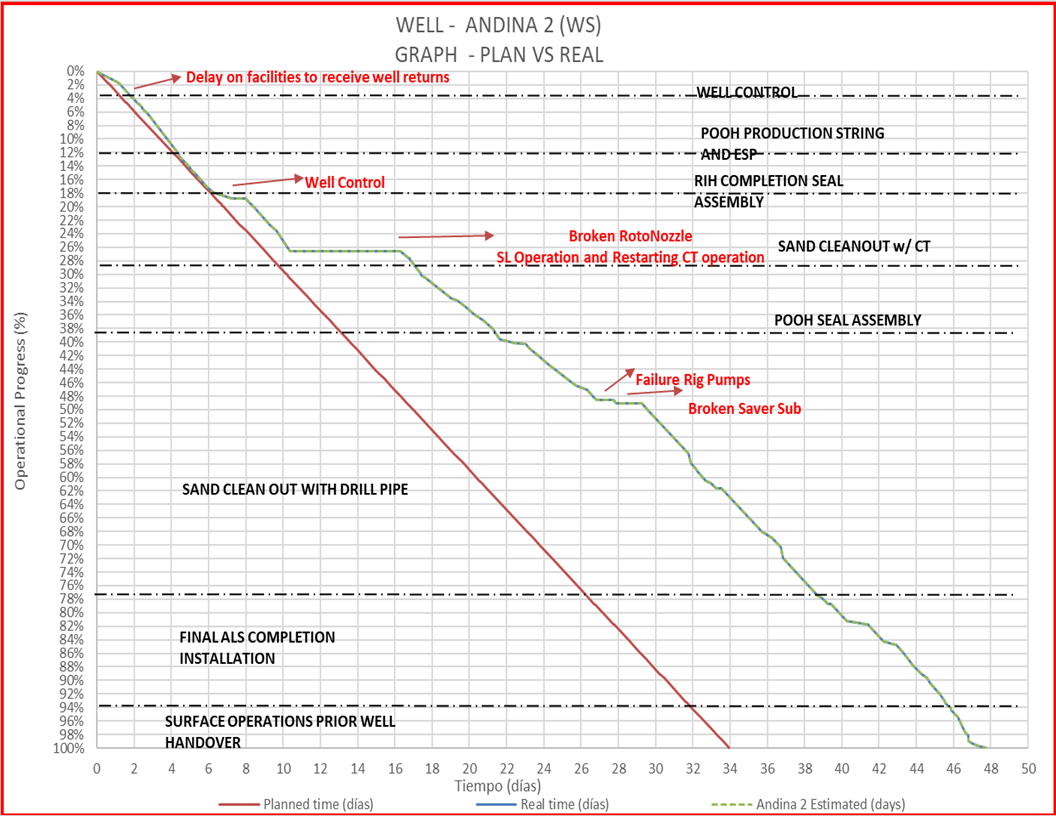 WELL - ANDINA 2 (WS)
GRAPH - PLAN VS REAL
Operational Progress (%)
0%
2%
4%
6%
8%
10%
12%
14%
16%
18%
20%
22%
24%
26%
28%
30%
32%
34%
36%
38%
40%
42%
44%
46%
48%
50%
52%
54%
56%
58%
60%
62%
64%
66%
68%
70%
72%
74%
76%
78%
80%
82%
84%
86%
88%
90%
92%
94%
96%
98%
100%
Delay on facilities to receive well returns
WELL CONTROL
POOH PRODUCTION STRING
AND ESP
Well Control
RIH COMPLETION SEAL
ASSEMBLY
Broken RotoNozzle
SL Operation and Restarting CT operation
SAND CLEANOUT w/ CT
POOH SEAL ASSEMBLY
Failure Rig Pumps
Broken Saver Sub
SAND CLEAN OUT WITH DRILL PIPE
FINAL ALS COMPLETION
INSTALLATION
SURFACE OPERATIONS PRIOR WELL
HANDOVER
0 2 4 6 8 10 12 14 16 18 20 22 24 26 28 30 32 34 36 38 40 42 44 46 48 50
Tiempo (días)
Planned time (días) Real time (días) Andina 2 Estimated (days)